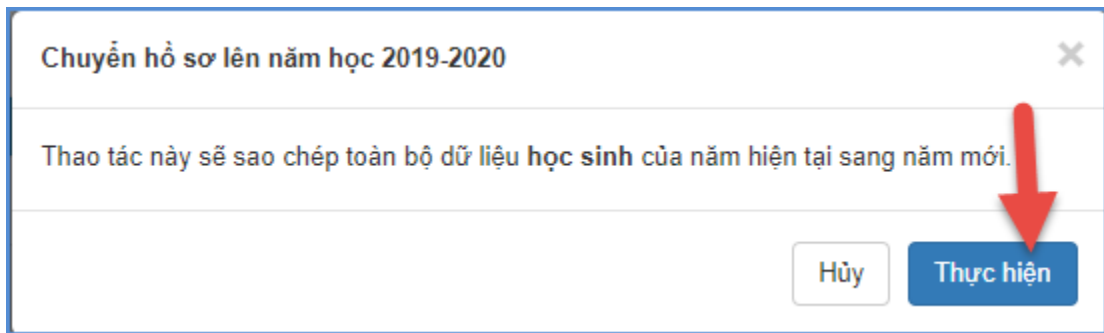 Chuyển hồ sơ lên năm học 2019-2020
Thao tác này sẽ sao chép toàn bộ dữ liệu học sinh của năm hiện tại sang năm mới.
Hủy
Thực hiện